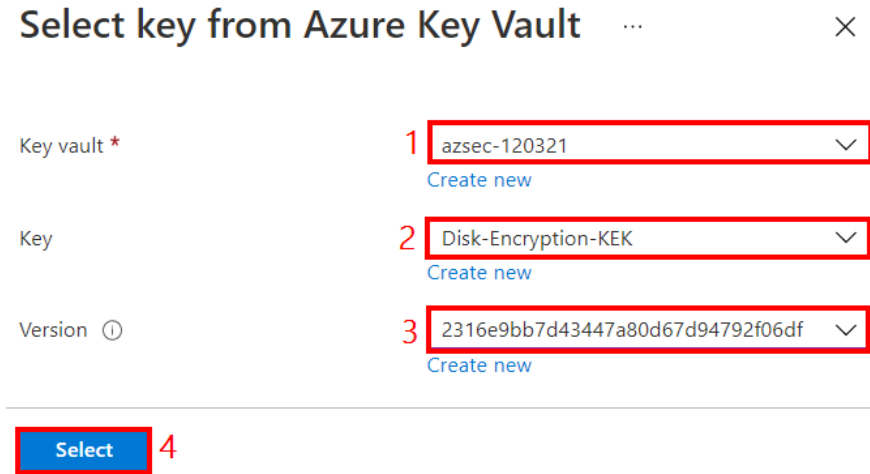 Select key from Azure Key Vault ...
Key vault * 1 azsec-120321
Create new
Key 2 Disk-Encryption-KEK
Create new
Version 3 2316e9bb7d43447a80d67d94792f06df
Create new
Select 4